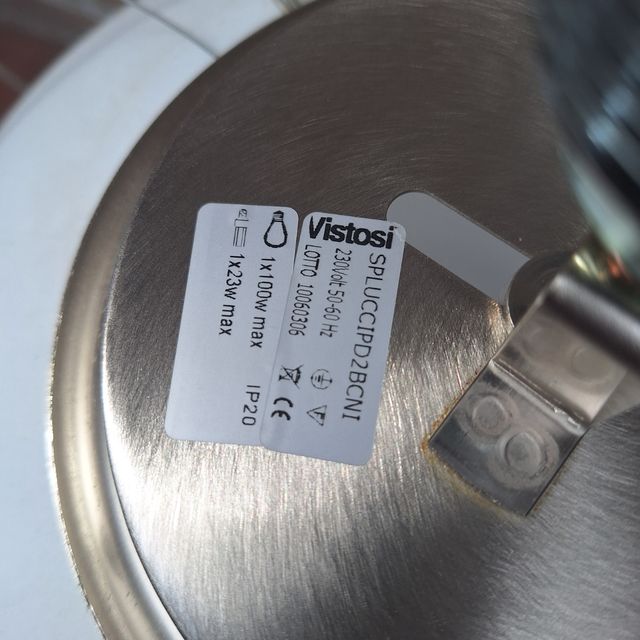 Vistosi
SPLUCCIPD2BCNI
230Volt 50-60 Hz
LOTTO 10060306
CE
1x100w max
1x23w max
IP20